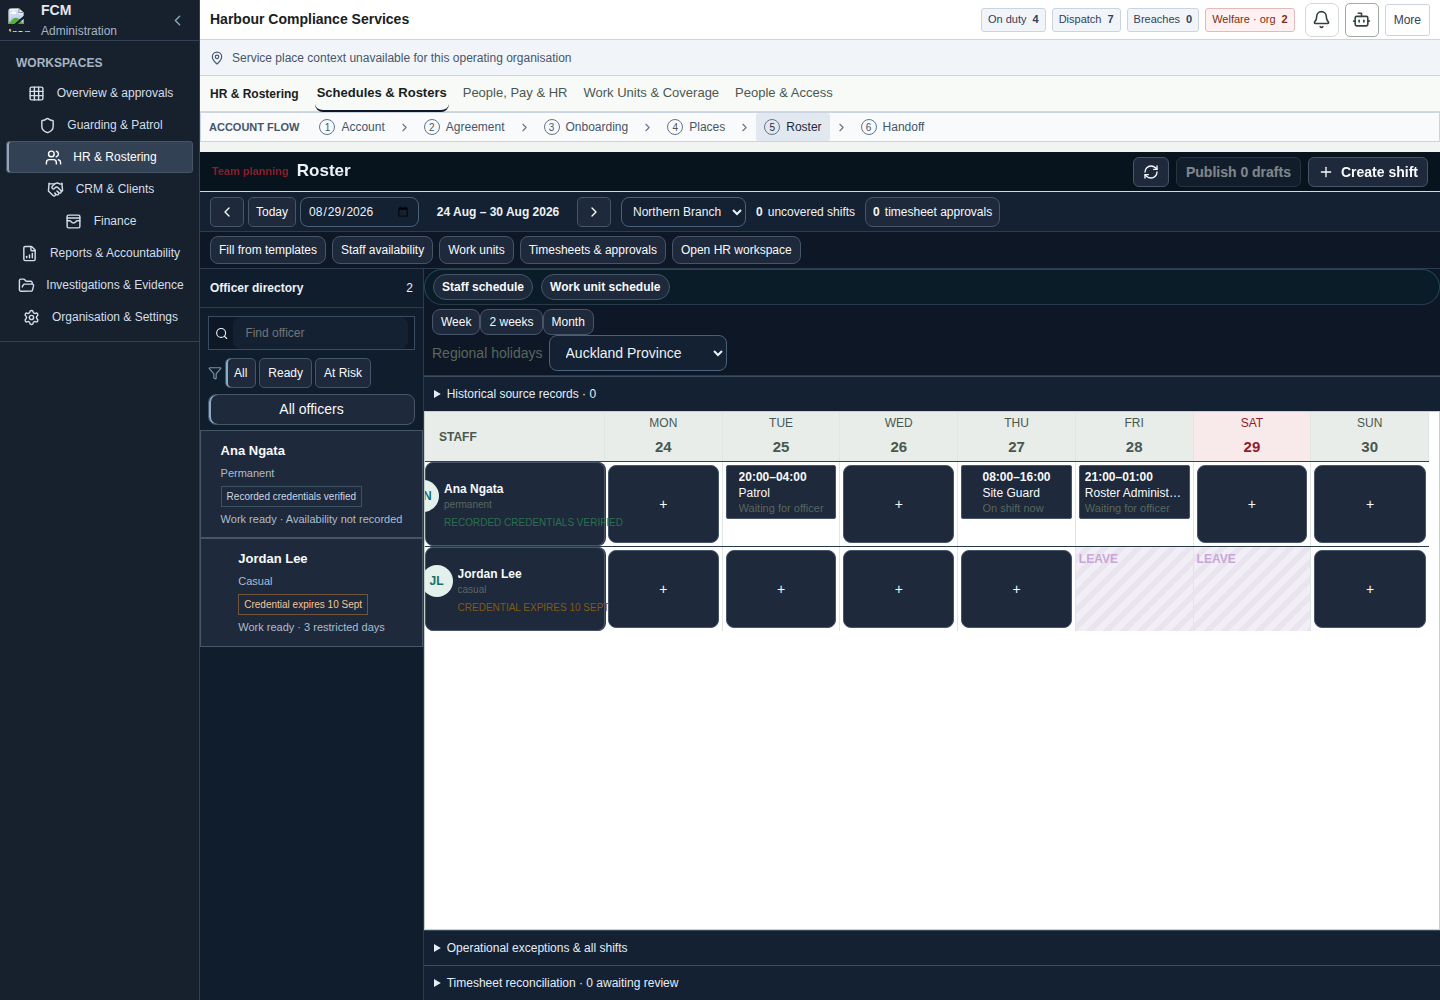 FCM
Administration
WORKSPACES
Overview & approvals
Guarding & Patrol
HR & Rostering
CRM & Clients
Finance
Reports & Accountability
Investigations & Evidence
Organisation & Settings
Harbour Compliance Services
On duty 4
Dispatch 7
Breaches 0
Welfare · org 2
More
Service place context unavailable for this operating organisation
HR & Rostering
Schedules & Rosters
People, Pay & HR
Work Units & Coverage
People & Access
ACCOUNT FLOW
1 Account
2 Agreement
3 Onboarding
4 Places
5 Roster
6 Handoff
Team planning Roster
Publish 0 drafts
Create shift
Today
08/29/2026
24 Aug – 30 Aug 2026
Northern Branch
0 uncovered shifts
0 timesheet approvals
Fill from templates
Staff availability
Work units
Timesheets & approvals
Open HR workspace
Officer directory 2
Find officer
All
Ready
At Risk
All officers
Ana Ngata
Permanent
Recorded credentials verified
Work ready · Availability not recorded
Jordan Lee
Casual
Credential expires 10 Sept
Work ready · 3 restricted days
Staff schedule
Work unit schedule
Week
2 weeks
Month
Regional holidays
Auckland Province
Historical source records · 0
STAFF
MON 24
TUE 25
WED 26
THU 27
FRI 28
SAT 29
SUN 30
N
Ana Ngata
permanent
RECORDED CREDENTIALS VERIFIED
+
20:00–04:00
Patrol
Waiting for officer
+
08:00–16:00
Site Guard
On shift now
21:00–01:00
Roster Administ…
Waiting for officer
+
+
JL
Jordan Lee
casual
CREDENTIAL EXPIRES 10 SEPT
+
+
+
+
LEAVE
LEAVE
+
Operational exceptions & all shifts
Timesheet reconciliation · 0 awaiting review